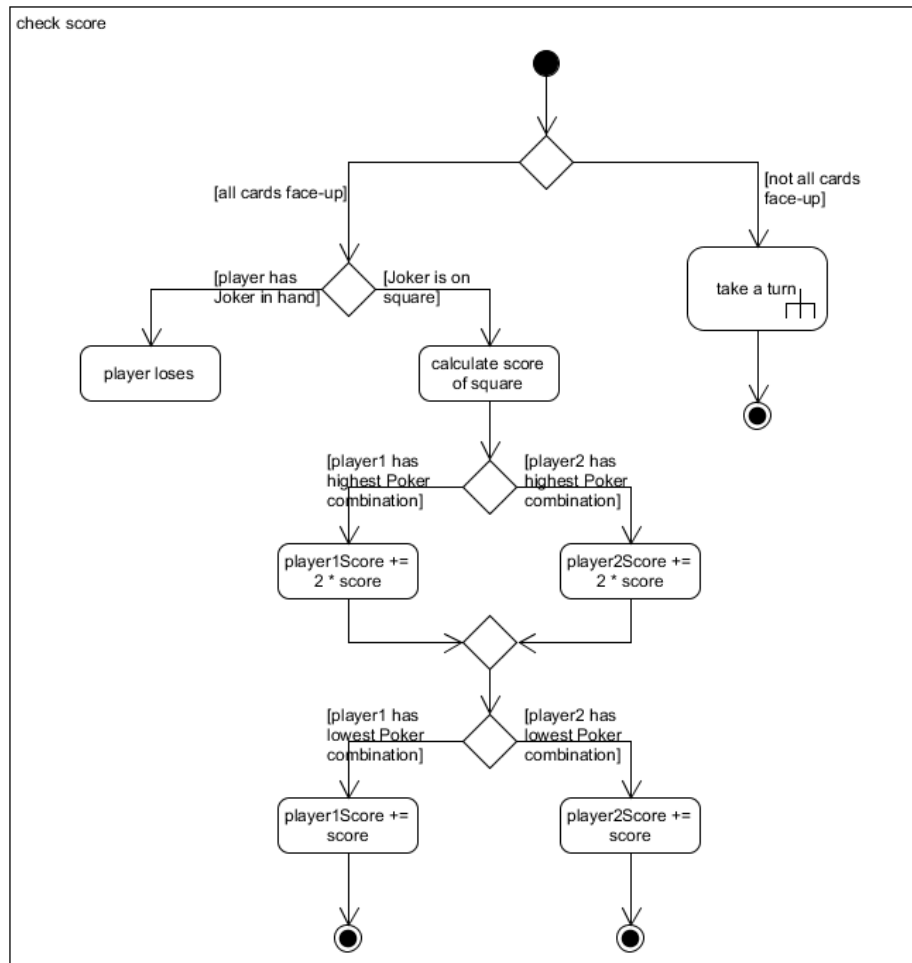 check score
[all cards face-up]
[not all cards
face-up]
[player has
Joker in hand]
[Joker is on
square]
take a turn
player loses
calculate score
of square
[player1 has
highest Poker
combination]
[player2 has
highest Poker
combination]
player1Score +=
2 * score
player2Score +=
2 * score
[player1 has
lowest Poker
combination]
[player2 has
lowest Poker
combination]
player1Score +=
score
player2Score +=
score